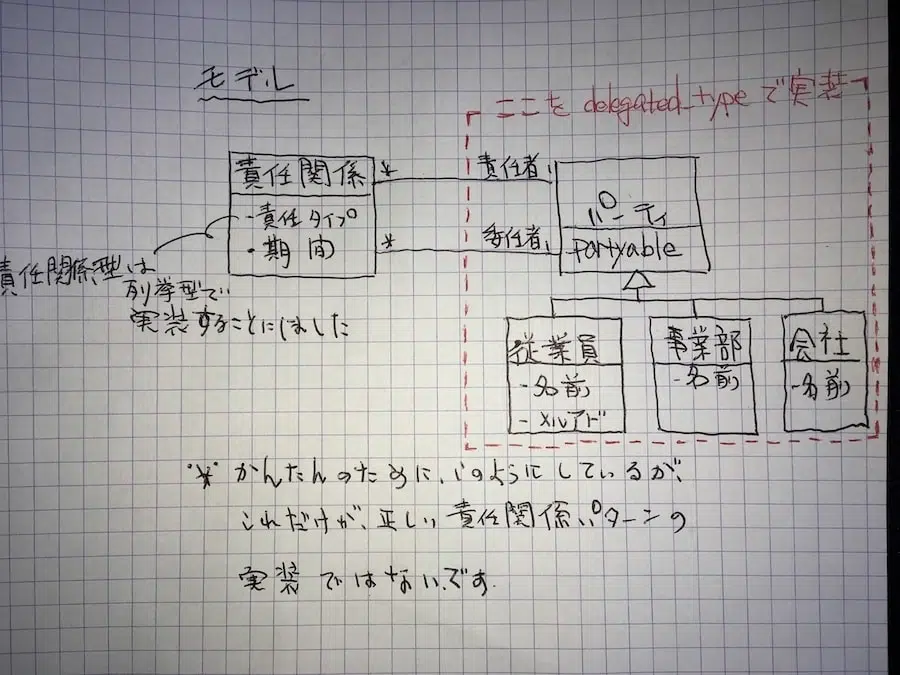 モデル
ここを delegated_type で実装
責任関係
- 責任タイプ
・期間
*
*
責任者 1
委任者 1
パーティ
partyable
責任関係型は
列挙型で
実装することにしました
従業員
- 名前
- メルアド
事業部
- 名前
会社
- 名前
※ かんたんのために、このようにしているが、
これだけが、正しい責任関係パターンの
実装ではないです.